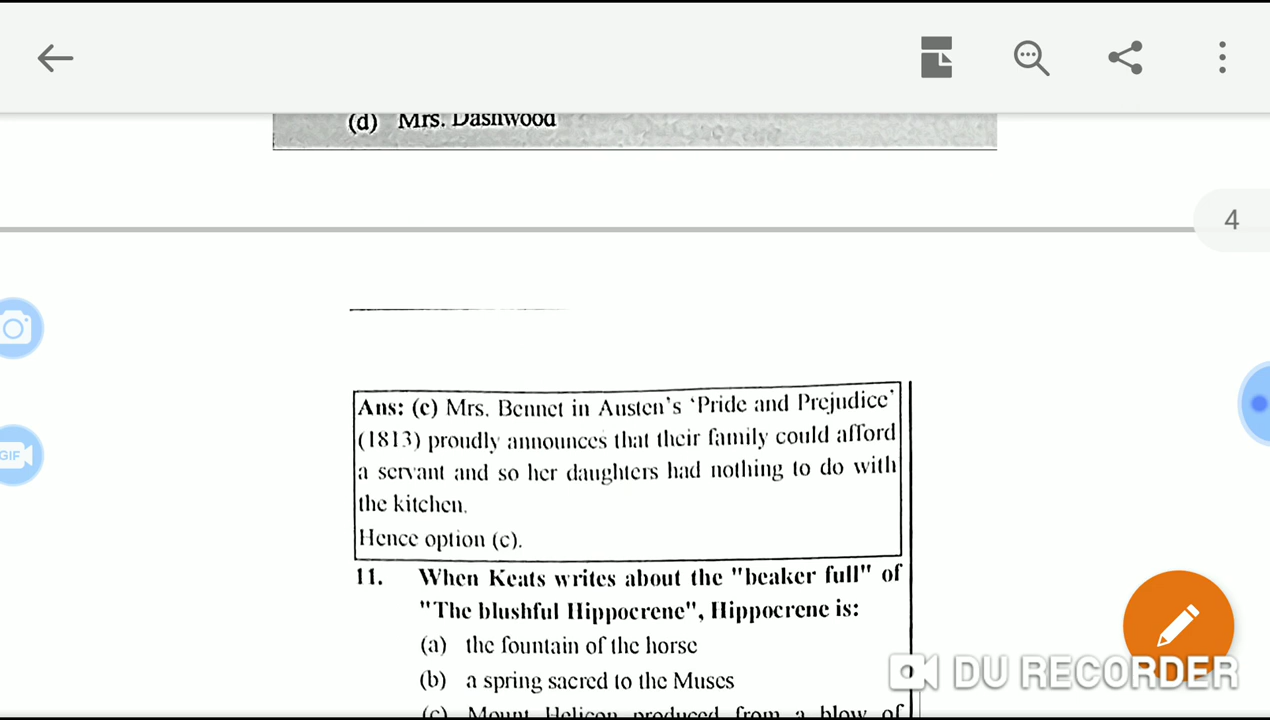 (d) Mrs. Dashwood
4
Ans: (c) Mrs. Bennet in Austen's 'Pride and Prejudice'
(1813) proudly announces that their family could afford
a servant and so her daughters had nothing to do with
the kitchen.
Hence option (c).
11. When Keats writes about the "beaker full" of
"The blushful Hippocrene", Hippocrene is:
(a) the fountain of the horse
(b) a spring sacred to the Muses
(c) Mount Helicon produced from a blow of
GIF
DU RECORDER